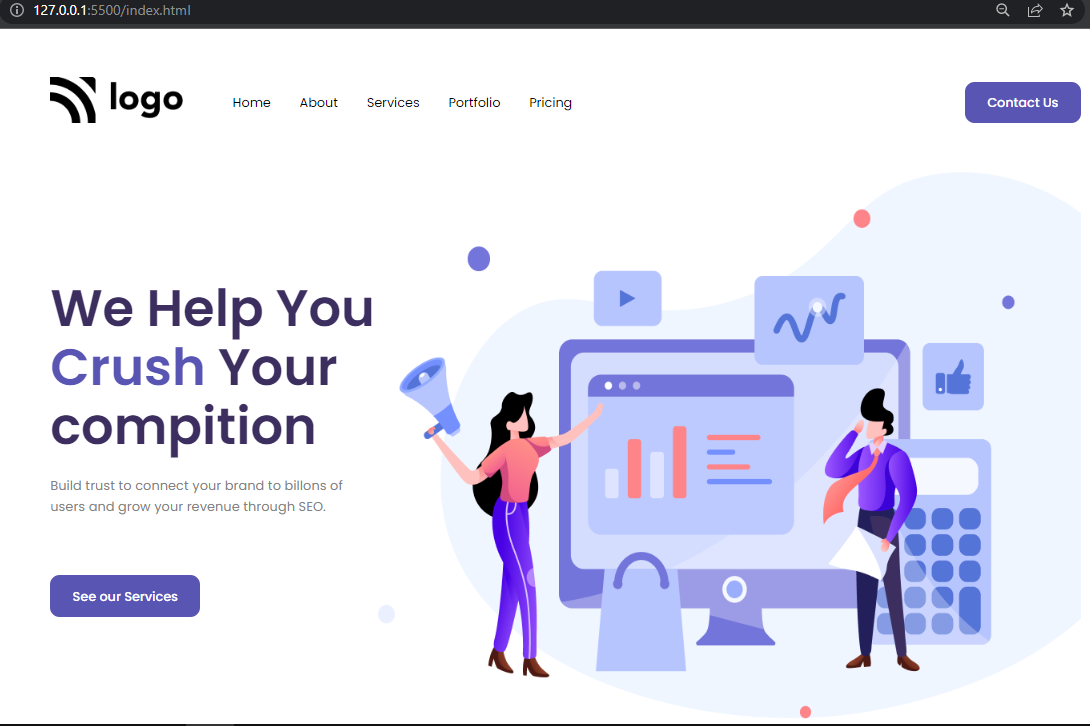 127.0.0.1:5500/index.html
logo
Home About Services Portfolio Pricing
Contact Us
We Help You
Crush Your
compition
Build trust to connect your brand to billons of
users and grow your revenue through SEO.
See our Services